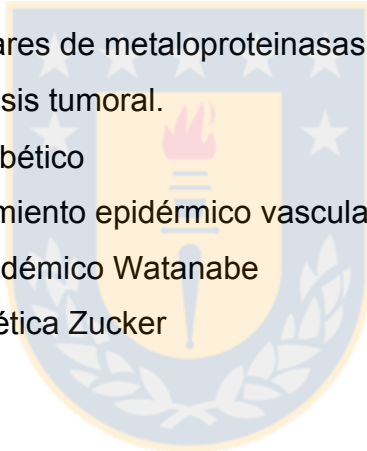 ares de metaloproteinasas
sis tumoral.
bético
miento epidérmico vascula
démico Watanabe
ética Zucker